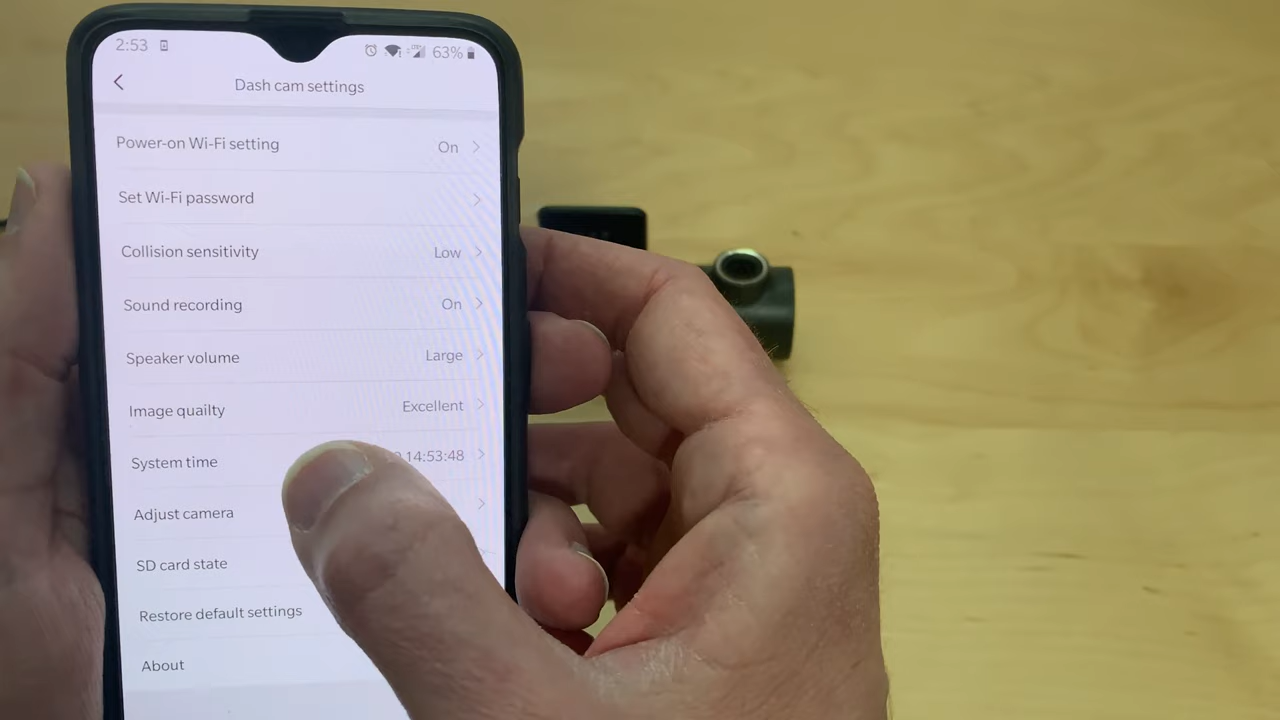 2:53
63%
Dash cam settings
Power-on Wi-Fi setting On
Set Wi-Fi password
Collision sensitivity Low
Sound recording On
Speaker volume Large
Image quailty Excellent
System time 14:53:48
Adjust camera
SD card state
Restore default settings
About